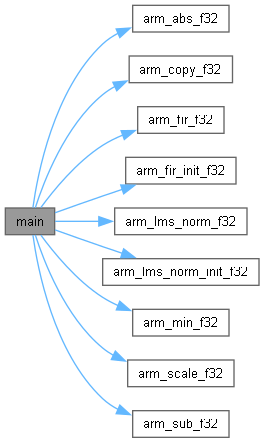 arm_abs_f32
arm_copy_f32
arm_fir_f32
arm_fir_init_f32
main
arm_lms_norm_f32
arm_lms_norm_init_f32
arm_min_f32
arm_scale_f32
arm_sub_f32